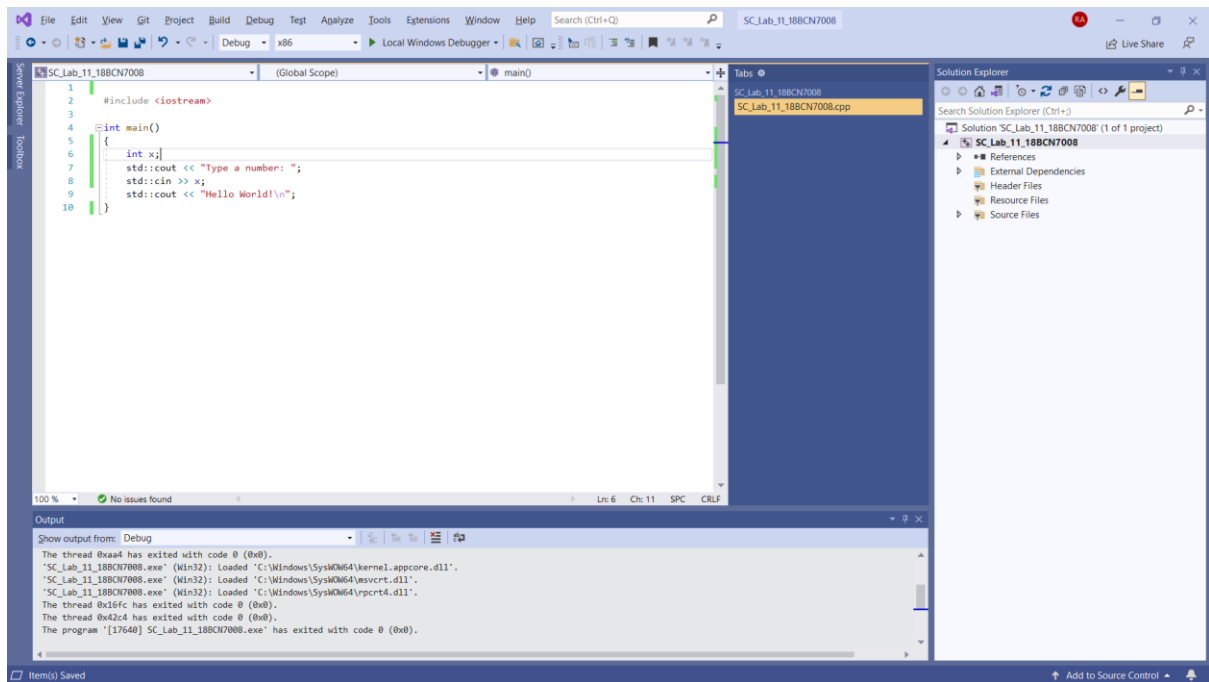 File Edit View Git Project Build Debug Test Analyze Tools Extensions Window Help Search (Ctrl+Q) SC_Lab_11_18BCN7008 RA
Debug x86 Local Windows Debugger Live Share
Server Explorer
Toolbox
SC_Lab_11_18BCN7008 (Global Scope) main()
1
2 #include <iostream>
3
4 int main()
5 {
6 int x;
7 std::cout << "Type a number: ";
8 std::cin >> x;
9 std::cout << "Hello World!\n";
10 }
100 % No issues found Ln: 6 Ch: 11 SPC CRLF
Tabs
SC_Lab_11_18BCN7008
SC_Lab_11_18BCN7008.cpp
Solution Explorer
Search Solution Explorer (Ctrl+;)
Solution 'SC_Lab_11_18BCN7008' (1 of 1 project)
SC_Lab_11_18BCN7008
References
External Dependencies
Header Files
Resource Files
Source Files
Output
Show output from: Debug
The thread 0xaa4 has exited with code 0 (0x0).
'SC_Lab_11_18BCN7008.exe' (Win32): Loaded 'C:\Windows\SysWOW64\kernel.appcore.dll'.
'SC_Lab_11_18BCN7008.exe' (Win32): Loaded 'C:\Windows\SysWOW64\msvcrt.dll'.
'SC_Lab_11_18BCN7008.exe' (Win32): Loaded 'C:\Windows\SysWOW64\rpcrt4.dll'.
The thread 0x16fc has exited with code 0 (0x0).
The thread 0x42c4 has exited with code 0 (0x0).
The program '[17640] SC_Lab_11_18BCN7008.exe' has exited with code 0 (0x0).
Item(s) Saved Add to Source Control